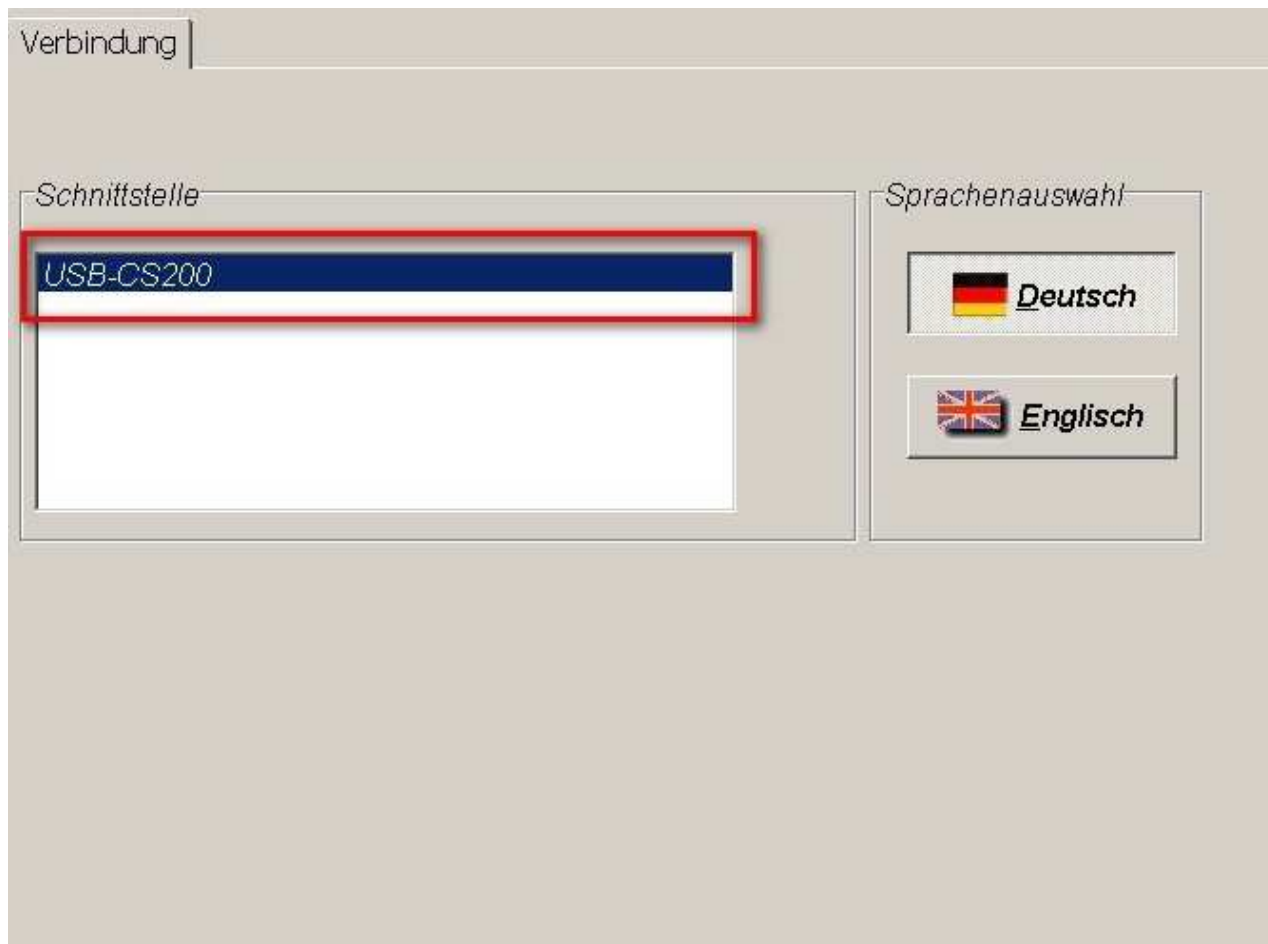 Verbindung
Schnittstelle
USB-CS200
Sprachenauswahl
Deutsch
Englisch